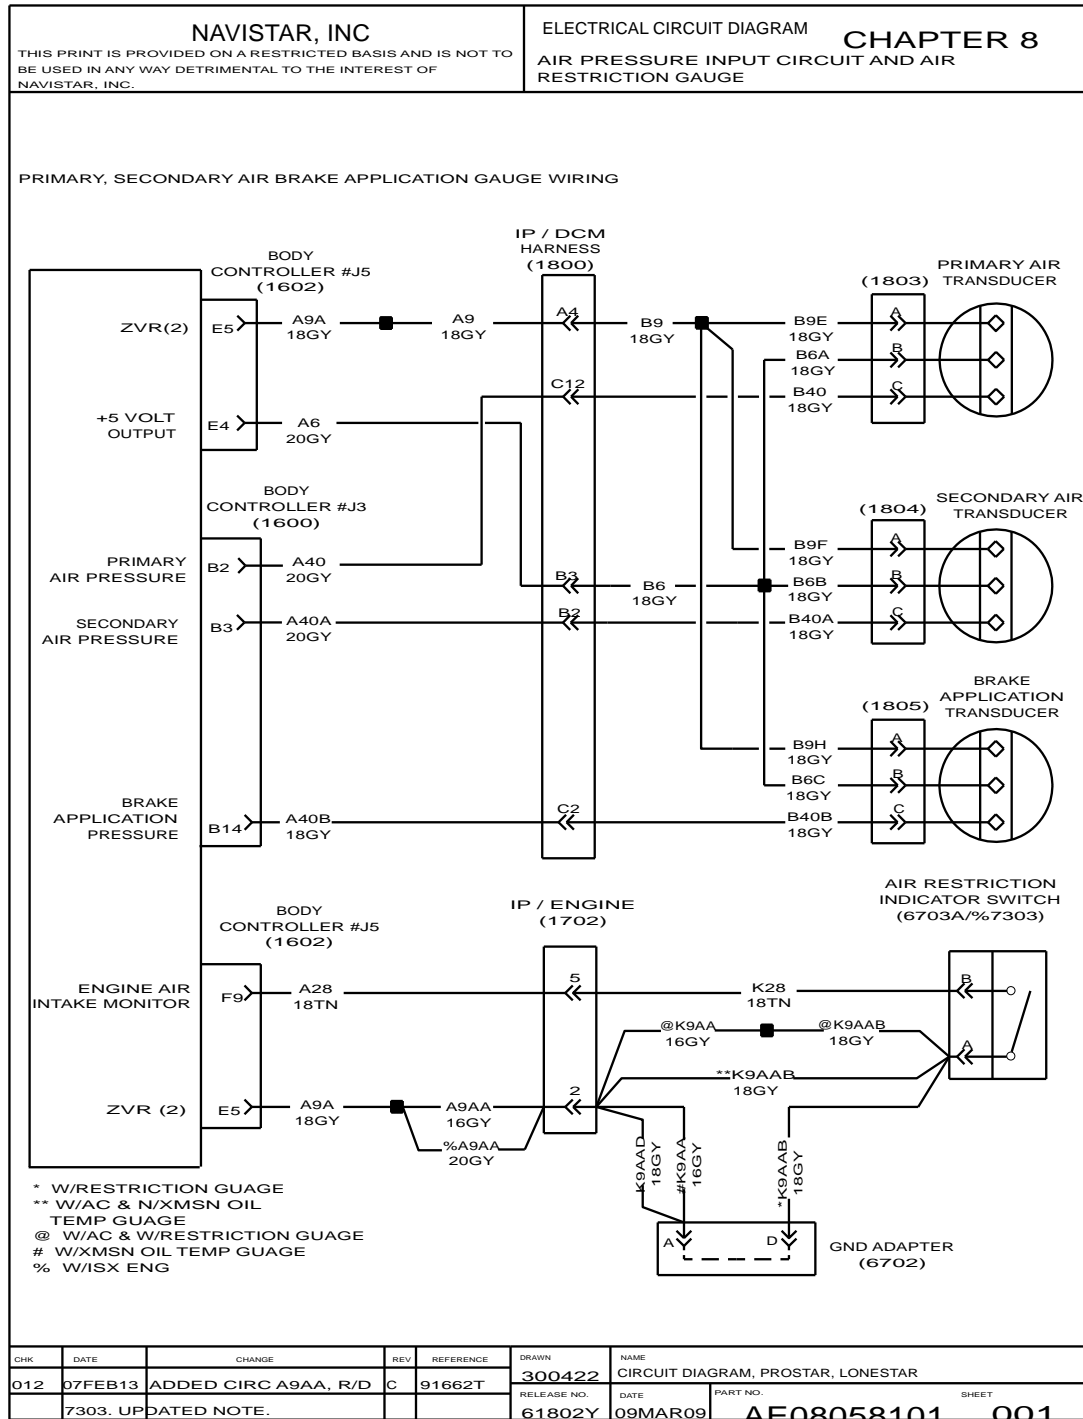 NAVISTAR, INC
THIS PRINT IS PROVIDED ON A RESTRICTED BASIS AND IS NOT TO
BE USED IN ANY WAY DETRIMENTAL TO THE INTEREST OF
NAVISTAR, INC.
ELECTRICAL CIRCUIT DIAGRAM
CHAPTER 8
AIR PRESSURE INPUT CIRCUIT AND AIR
RESTRICTION GAUGE
PRIMARY, SECONDARY AIR BRAKE APPLICATION GAUGE WIRING
BODY
CONTROLLER #J5
(1602)
IP / DCM
HARNESS
(1800)
(1803)
PRIMARY AIR
TRANSDUCER
ZVR(2)
E5
A9A
18GY
A9
18GY
A4
B9
18GY
B9E
18GY
A
B6A
18GY
B
C12
B40
18GY
C
+5 VOLT
OUTPUT
E4
A6
20GY
BODY
CONTROLLER #J3
(1600)
(1804)
SECONDARY AIR
TRANSDUCER
PRIMARY
AIR PRESSURE
B2
A40
20GY
B9F
18GY
A
B3
B6
18GY
B6B
18GY
B
SECONDARY
AIR PRESSURE
B3
A40A
20GY
B2
B40A
18GY
C
BRAKE
APPLICATION
TRANSDUCER
(1805)
B9H
18GY
A
B6C
18GY
B
BRAKE
APPLICATION
PRESSURE
B14
A40B
18GY
C2
B40B
18GY
C
BODY
CONTROLLER #J5
(1602)
IP / ENGINE
(1702)
AIR RESTRICTION
INDICATOR SWITCH
(6703A/%7303)
ENGINE AIR
INTAKE MONITOR
F9
A28
18TN
5
K28
18TN
B
@K9AA
16GY
@K9AAB
18GY
A
**K9AAB
18GY
ZVR (2)
E5
A9A
18GY
A9AA
16GY
2
%A9AA
20GY
K9AAD
18GY
#K9AA
16GY
*K9AAB
18GY
A
D
GND ADAPTER
(6702)
* W/RESTRICTION GUAGE
** W/AC & N/XMSN OIL
TEMP GUAGE
@ W/AC & W/RESTRICTION GUAGE
# W/XMSN OIL TEMP GUAGE
% W/ISX ENG
CHK DATE CHANGE REV REFERENCE
012 07FEB13 ADDED CIRC A9AA, R/D C 91662T
7303. UPDATED NOTE.
DRAWN
300422
NAME
CIRCUIT DIAGRAM, PROSTAR, LONESTAR
RELEASE NO.
61802Y
DATE
09MAR09
PART NO.
AE08058101
SHEET
001